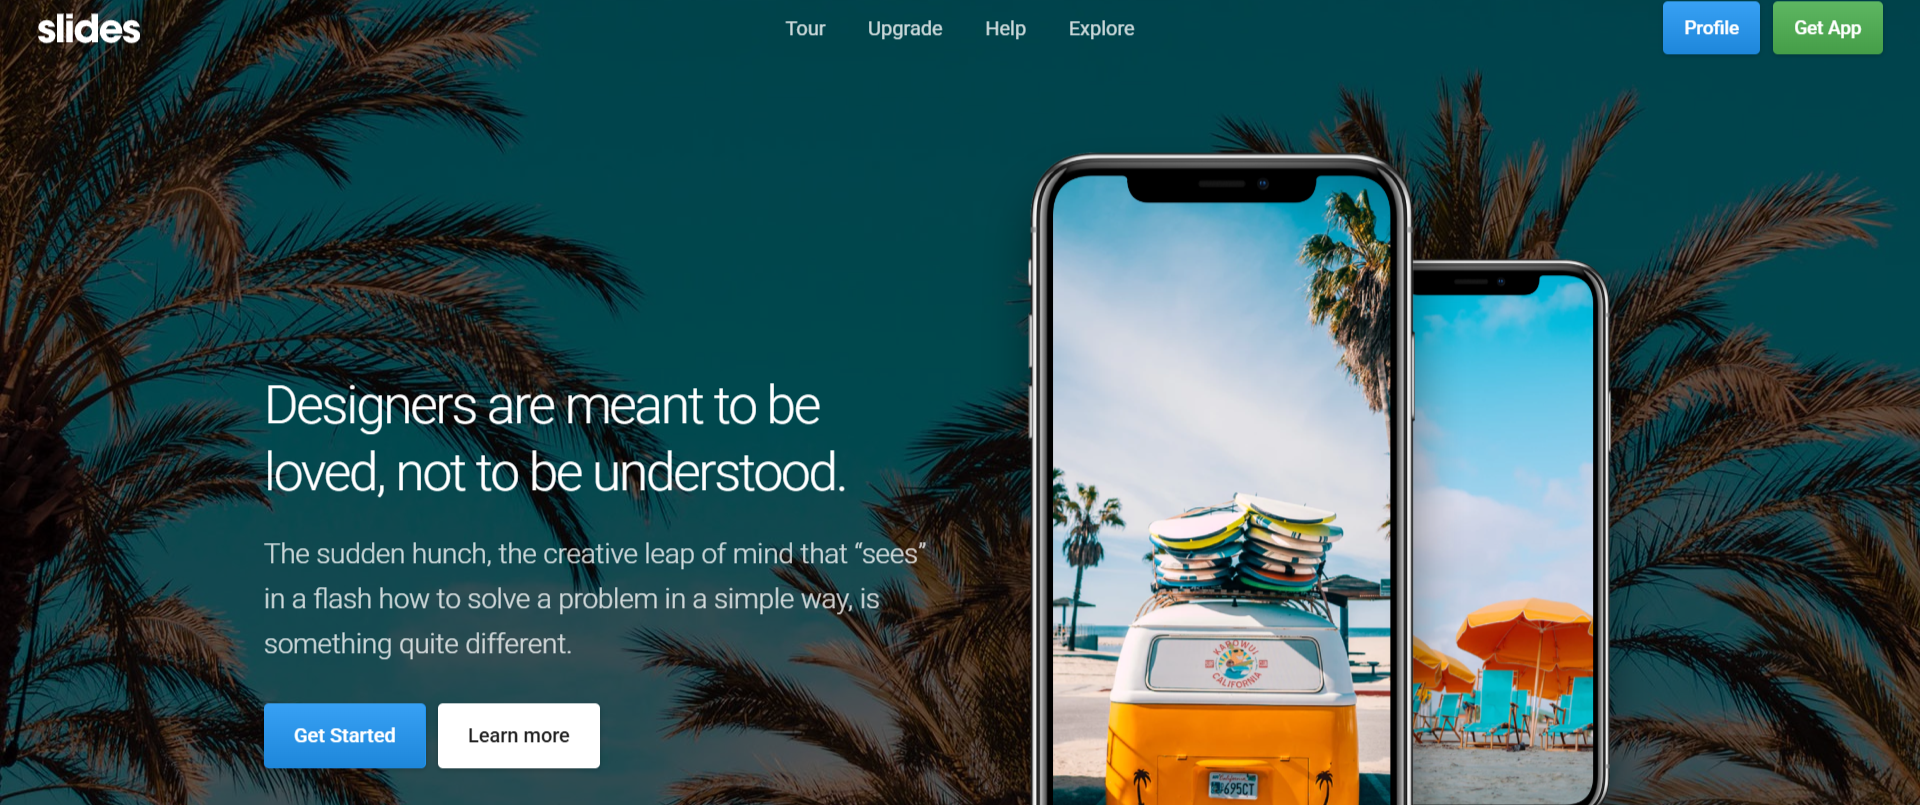 slides
Tour
Upgrade
Help
Explore
Profile
Get App
Designers are meant to be
loved, not to be understood.
The sudden hunch, the creative leap of mind that “sees”
in a flash how to solve a problem in a simple way, is
something quite different.
Get Started
Learn more
KAROWUS
CALIFORNIA
California
695CT